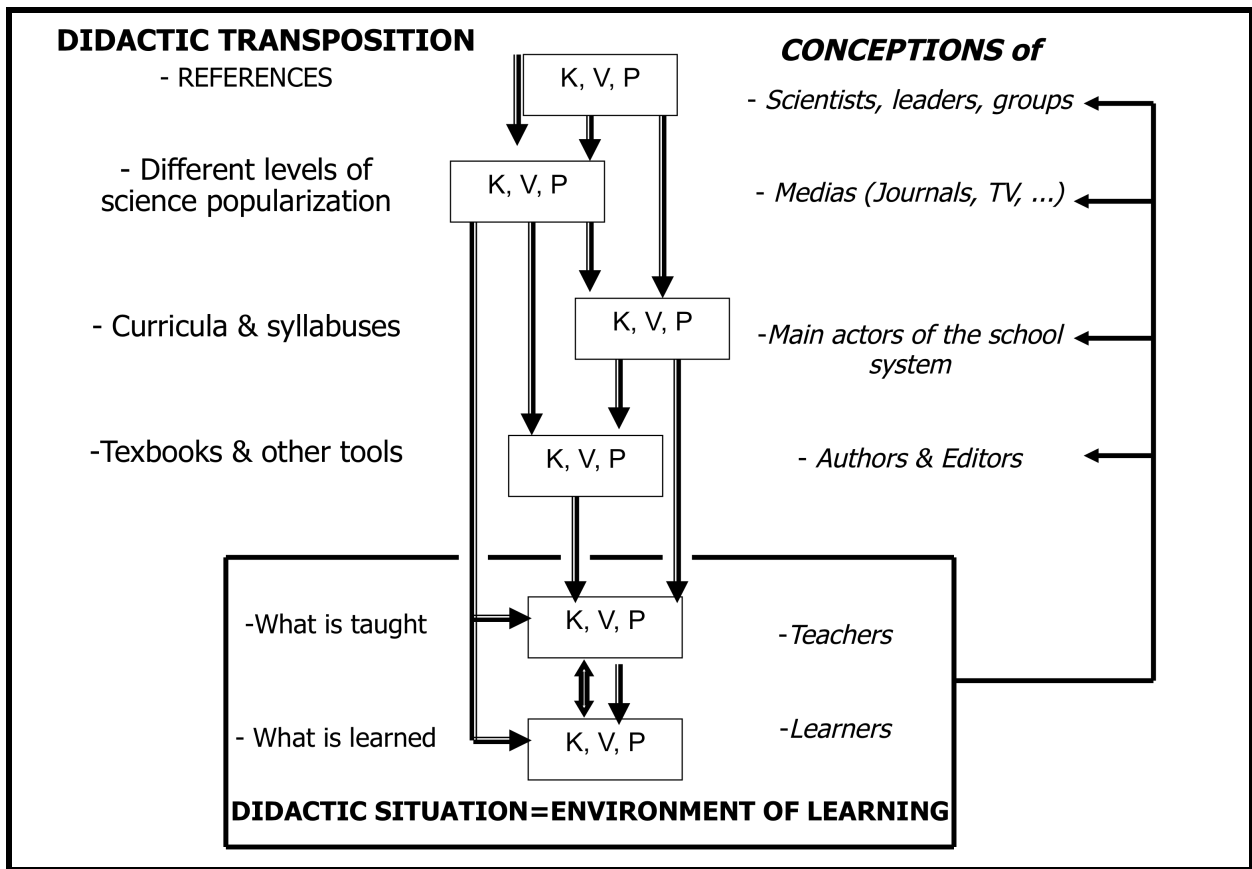 DIDACTIC TRANSPOSITION
CONCEPTIONS of
- REFERENCES
K, V, P
- Scientists, leaders, groups
- Different levels of
science popularization
K, V, P
- Medias (Journals, TV, ...)
- Curricula & syllabuses
K, V, P
-Main actors of the school
system
-Texbooks & other tools
K, V, P
- Authors & Editors
-What is taught
K, V, P
-Teachers
- What is learned
K, V, P
-Learners
DIDACTIC SITUATION=ENVIRONMENT OF LEARNING